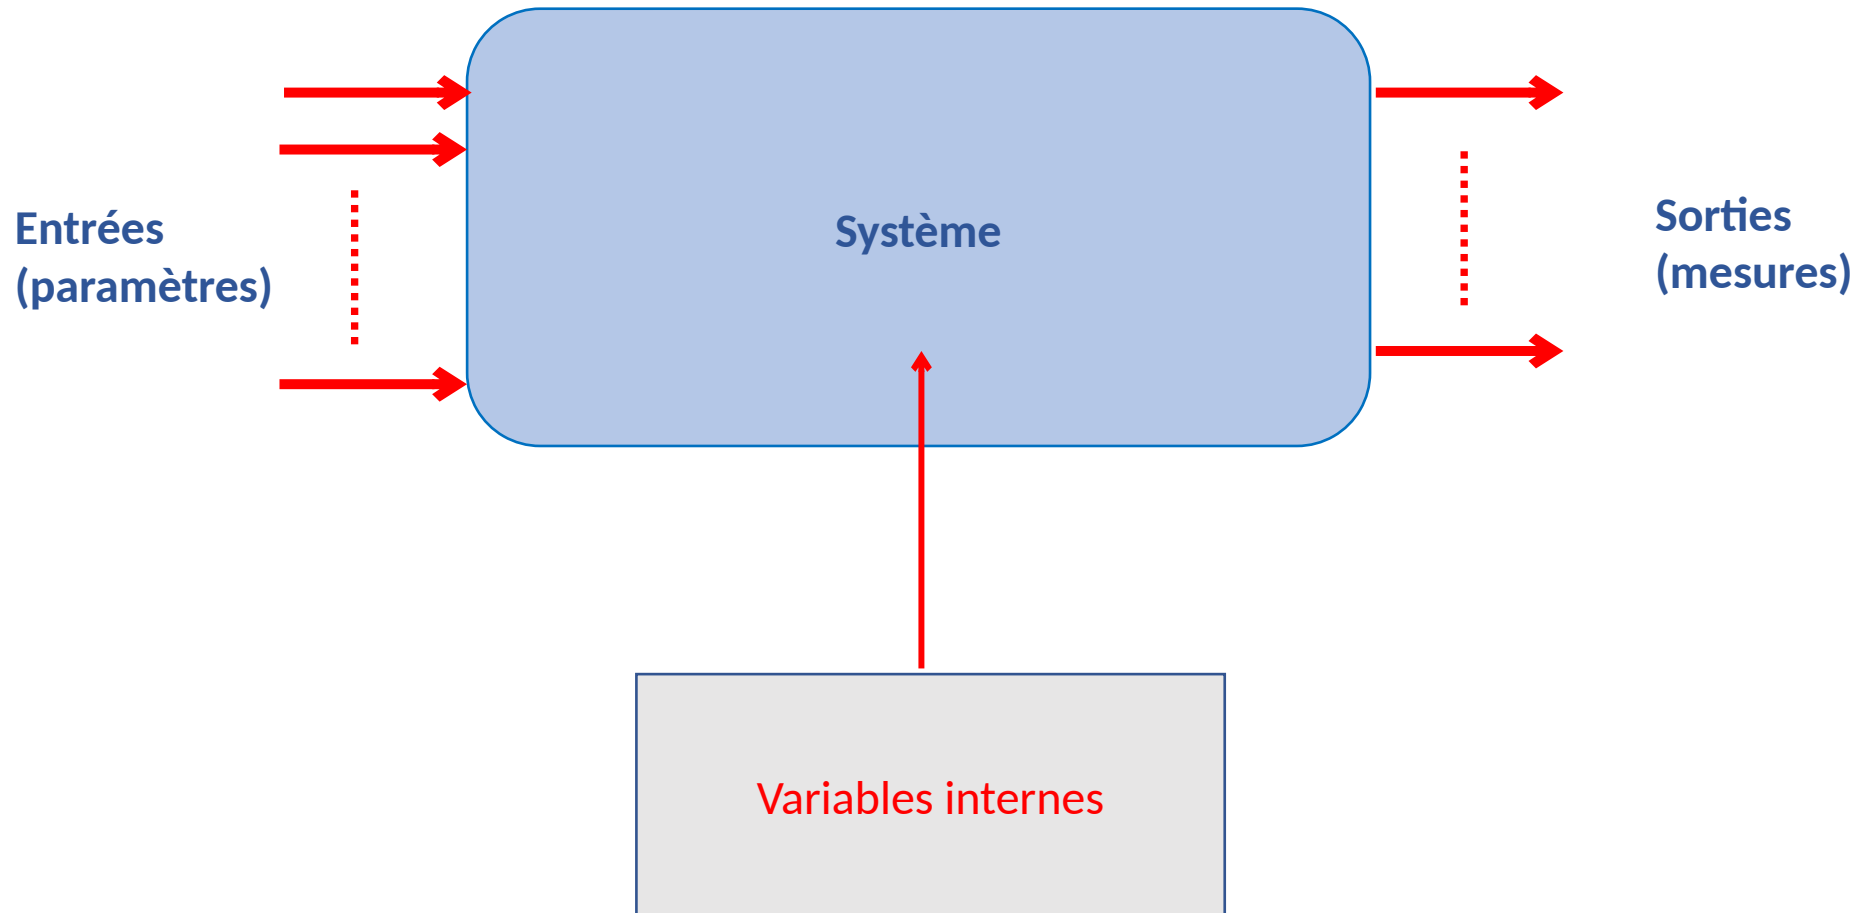 Entrées
(paramètres)
Système
Sorties
(mesures)
Variables internes